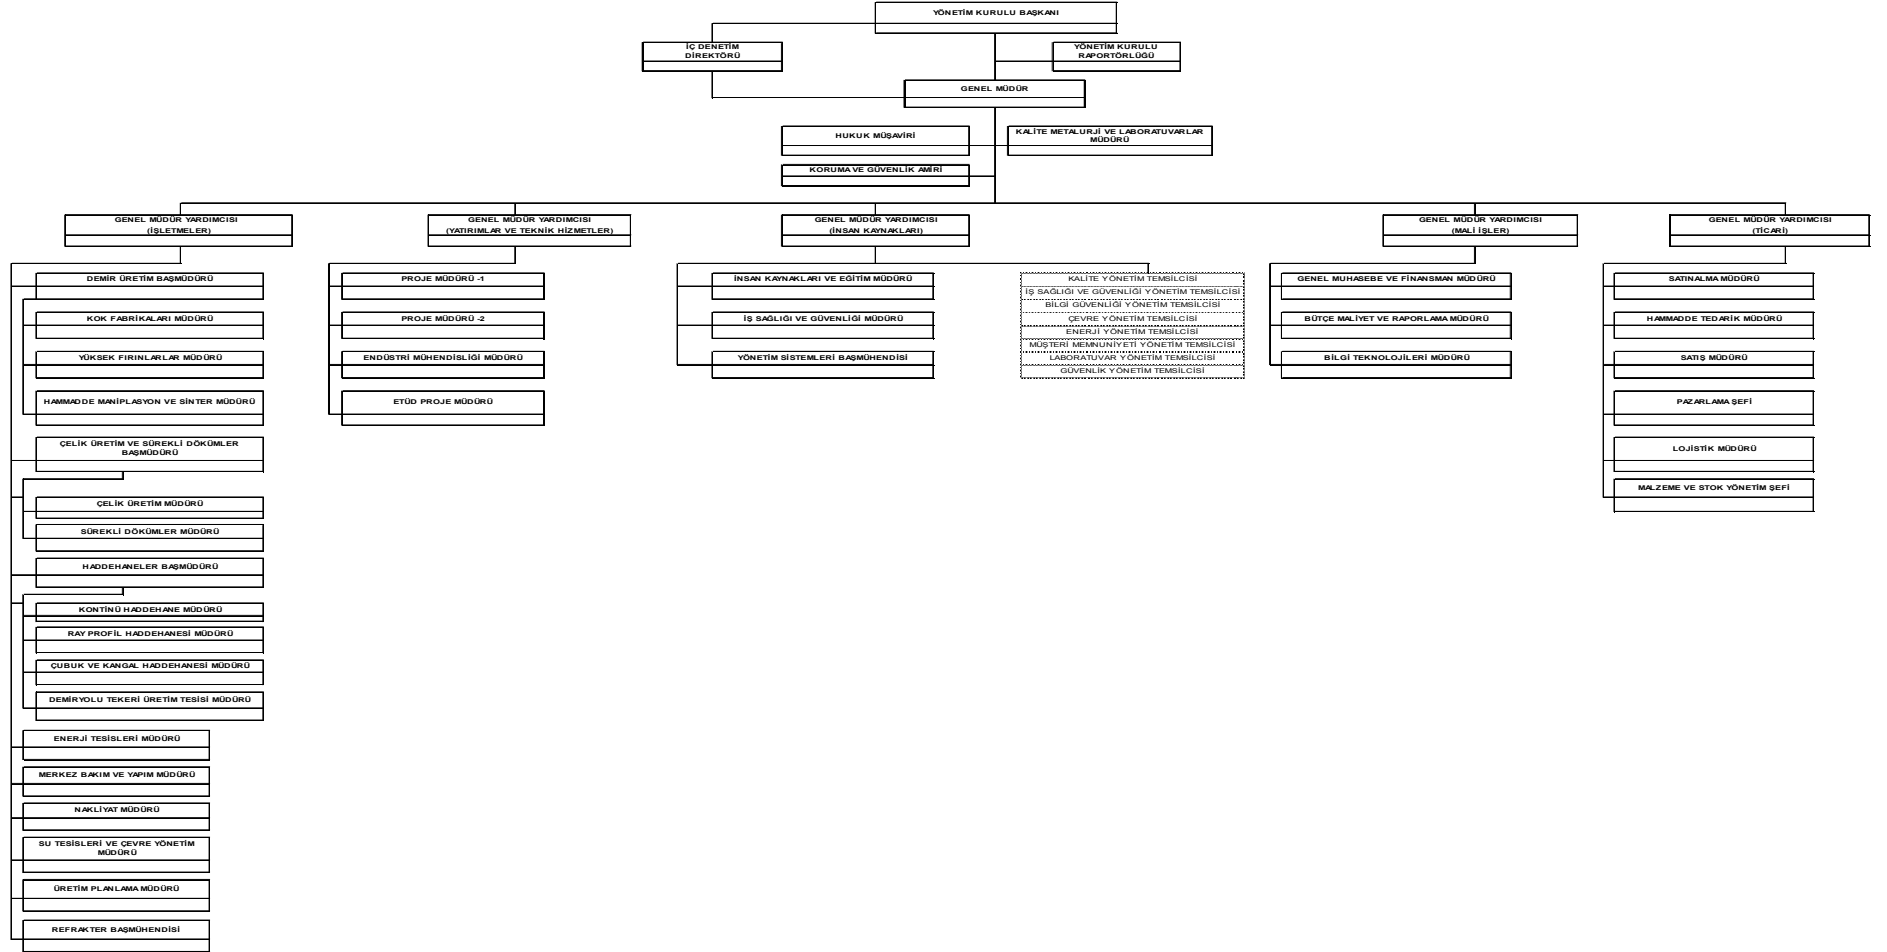 YÖNETİM KURULU BAŞKANI
İÇ DENETİM
DİREKTÖRÜ
YÖNETİM KURULU
RAPORTÖRLÜĞÜ
GENEL MÜDÜR
HUKUK MÜŞAVİRİ
KALİTE METALURJİ VE LABORATUVARLAR
MÜDÜRÜ
KORUMA VE GÜVENLİK AMİRİ
GENEL MÜDÜR YARDIMCISI
(İŞLETMELER)
DEMİR ÜRETİM BAŞMÜDÜRÜ
KOK FABRİKALARI MÜDÜRÜ
YÜKSEK FIRINLARLAR MÜDÜRÜ
HAMMADDE MANİPLASYON VE SİNTER MÜDÜRÜ
ÇELİK ÜRETİM VE SÜREKLİ DÖKÜMLER
BAŞMÜDÜRÜ
ÇELİK ÜRETİM MÜDÜRÜ
SÜREKLİ DÖKÜMLER MÜDÜRÜ
HADDEHANELER BAŞMÜDÜRÜ
KONTİNÜ HADDEHANE MÜDÜRÜ
RAY PROFİL HADDEHANESİ MÜDÜRÜ
ÇUBUK VE KANGAL HADDEHANESİ MÜDÜRÜ
DEMİRYOLU TEKERİ ÜRETİM TESİSİ MÜDÜRÜ
ENERJİ TESİSLERİ MÜDÜRÜ
MERKEZ BAKIM VE YAPIM MÜDÜRÜ
NAKLİYAT MÜDÜRÜ
SU TESİSLERİ VE ÇEVRE YÖNETİM
MÜDÜRÜ
ÜRETİM PLANLAMA MÜDÜRÜ
REFRAKTER BAŞMÜHENDİSİ
GENEL MÜDÜR YARDIMCISI
(YATIRIMLAR VE TEKNİK HİZMETLER)
PROJE MÜDÜRÜ -1
PROJE MÜDÜRÜ -2
ENDÜSTRİ MÜHENDİSLİĞİ MÜDÜRÜ
ETÜD PROJE MÜDÜRÜ
GENEL MÜDÜR YARDIMCISI
(İNSAN KAYNAKLARI)
İNSAN KAYNAKLARI VE EĞİTİM MÜDÜRÜ
İŞ SAĞLIĞI VE GÜVENLİĞİ MÜDÜRÜ
YÖNETİM SİSTEMLERİ BAŞMÜHENDİSİ
KALİTE YÖNETİM TEMSİLCİSİ
İŞ SAĞLIĞI VE GÜVENLİĞİ YÖNETİM TEMSİLCİSİ
BİLGİ GÜVENLİĞİ YÖNETİM TEMSİLCİSİ
ÇEVRE YÖNETİM TEMSİLCİSİ
ENERJİ YÖNETİM TEMSİLCİSİ
MÜŞTERİ MEMNUNİYETİ YÖNETİM TEMSİLCİSİ
LABORATUVAR YÖNETİM TEMSİLCİSİ
GÜVENLİK YÖNETİM TEMSİLCİSİ
GENEL MÜDÜR YARDIMCISI
(MALİ İŞLER)
GENEL MUHASEBE VE FİNANSMAN MÜDÜRÜ
BÜTÇE MALİYET VE RAPORLAMA MÜDÜRÜ
BİLGİ TEKNOLOJİLERİ MÜDÜRÜ
GENEL MÜDÜR YARDIMCISI
(TİCARİ)
SATINALMA MÜDÜRÜ
HAMMADDE TEDARİK MÜDÜRÜ
SATIŞ MÜDÜRÜ
PAZARLAMA ŞEFİ
LOJİSTİK MÜDÜRÜ
MALZEME VE STOK YÖNETİM ŞEFİ